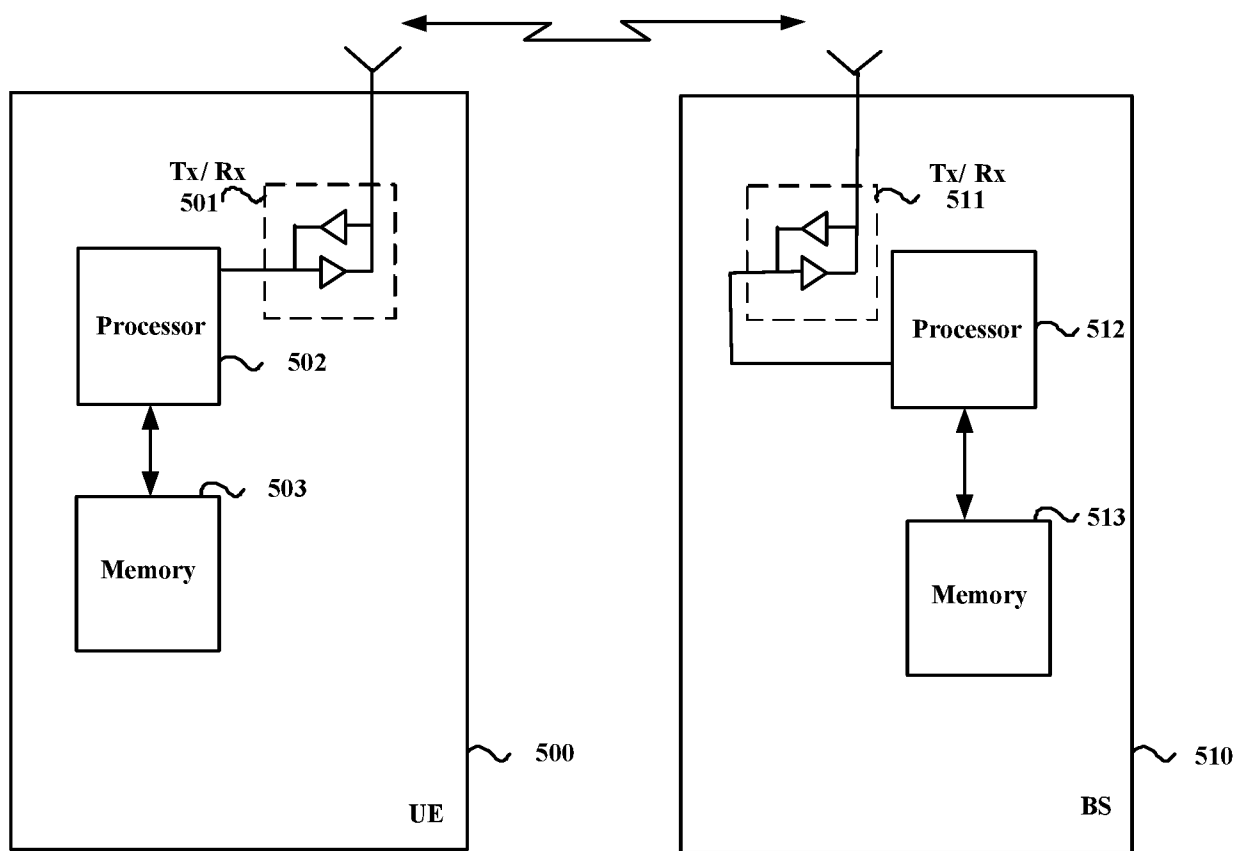 Tx/ Rx
501
Processor
502
503
Memory
500
UE
Tx/ Rx
511
Processor
512
513
Memory
510
BS